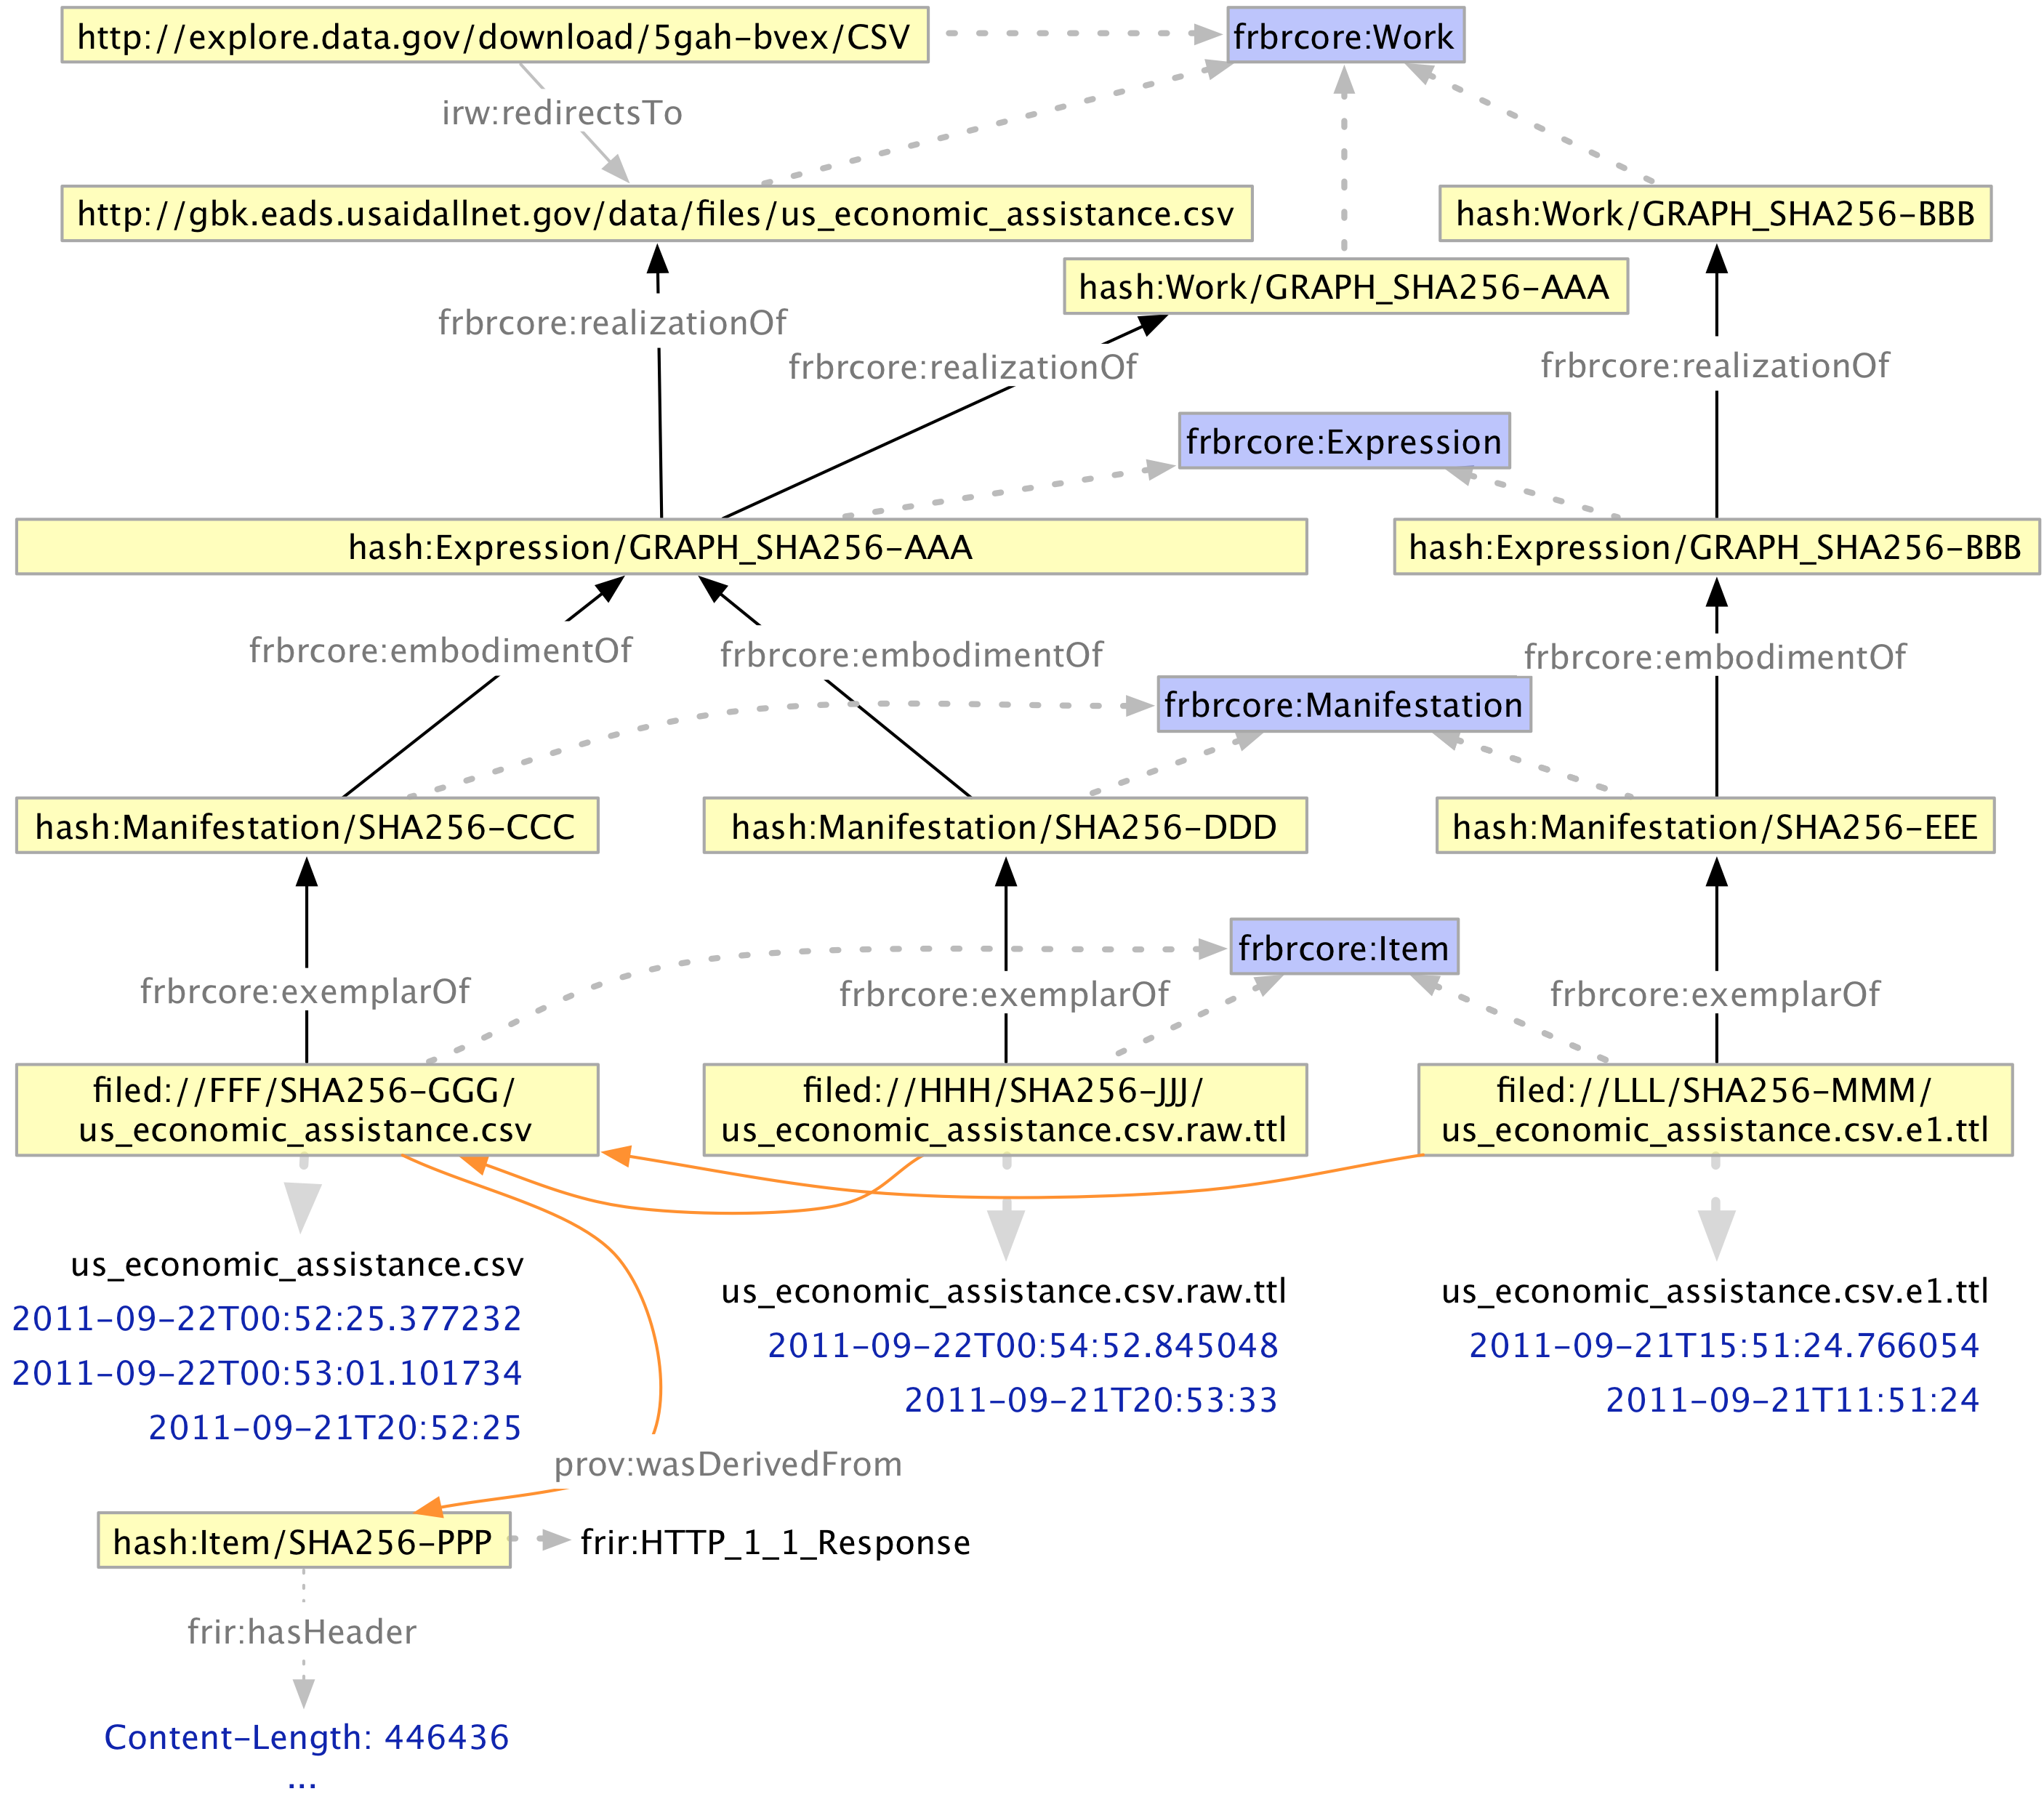 http://explore.data.gov/download/5gah-bvex/CSV
frbrcore:Work
irw:redirectsTo
http://gbk.eads.usaidallnet.gov/data/files/us_economic_assistance.csv
hash:Work/GRAPH_SHA256-BBB
hash:Work/GRAPH_SHA256-AAA
frbrcore:realizationOf
frbrcore:realizationOf
frbrcore:realizationOf
frbrcore:Expression
hash:Expression/GRAPH_SHA256-AAA
hash:Expression/GRAPH_SHA256-BBB
frbrcore:embodimentOf
frbrcore:embodimentOf
frbrcore:embodimentOf
frbrcore:Manifestation
hash:Manifestation/SHA256-CCC
hash:Manifestation/SHA256-DDD
hash:Manifestation/SHA256-EEE
frbrcore:Item
frbrcore:exemplarOf
frbrcore:exemplarOf
frbrcore:exemplarOf
filed://FFF/SHA256-GGG/
us_economic_assistance.csv
filed://HHH/SHA256-JJJ/
us_economic_assistance.csv.raw.ttl
filed://LLL/SHA256-MMM/
us_economic_assistance.csv.e1.ttl
us_economic_assistance.csv
2011-09-22T00:52:25.377232
2011-09-22T00:53:01.101734
2011-09-21T20:52:25
us_economic_assistance.csv.raw.ttl
2011-09-22T00:54:52.845048
2011-09-21T20:53:33
us_economic_assistance.csv.e1.ttl
2011-09-21T15:51:24.766054
2011-09-21T11:51:24
prov:wasDerivedFrom
hash:Item/SHA256-PPP
frir:HTTP_1_1_Response
frir:hasHeader
Content-Length: 446436
...